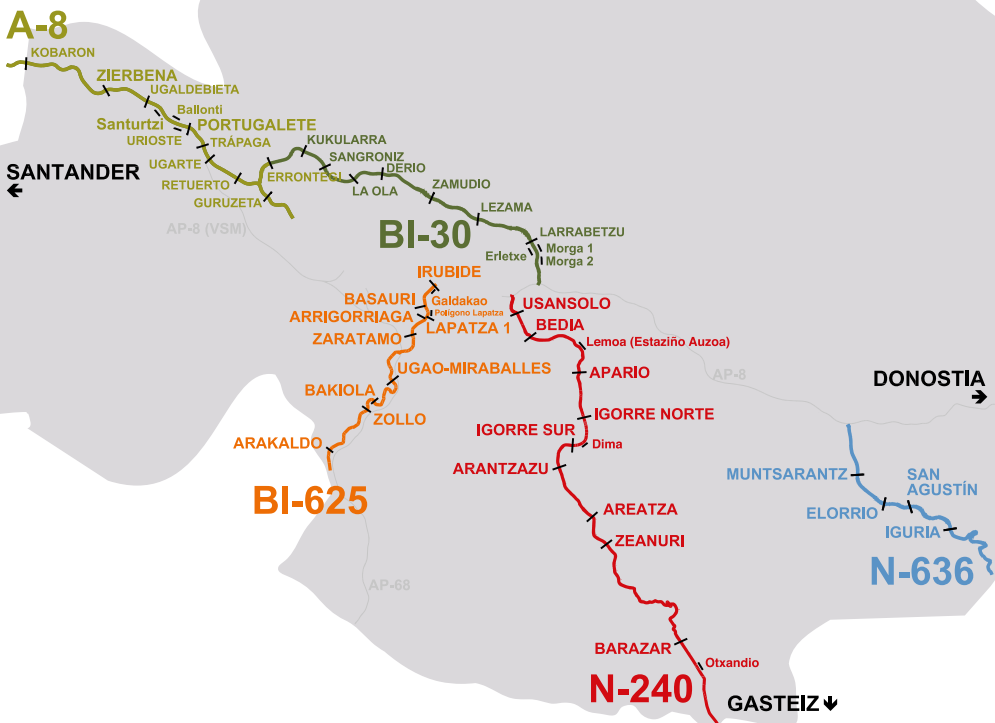 A-8
KOBARON
ZIERBENA
UGALDEBIETA
Ballonti
Santurtzi
PORTUGALETE
URIOSTE
TRÁPAGA
UGARTE
RETUERTO
GURUZETA
ERRONTEGI
SANTANDER
AP-8 (VSM)
KUKULARRA
SANGRONIZ
DERIO
LA OLA
ZAMUDIO
LEZAMA
BI-30
LARRABETZU
Erletxe
Morga 1
Morga 2
IRUBIDE
BASAURI
Galdakao
Polígono Lapatza
ARRIGORRIAGA
LAPATZA 1
ZARATAMO
UGAO-MIRABALLES
BAKIOLA
ZOLLO
ARAKALDO
BI-625
AP-68
USANSOLO
BEDIA
Lemoa (Estaziño Auzoa)
APARIO
IGORRE NORTE
IGORRE SUR
Dima
ARANTZAZU
AREATZA
ZEANURI
BARAZAR
Otxandio
N-240
GASTEIZ
AP-8
DONOSTIA
MUNTSARANTZ
SAN
AGUSTÍN
ELORRIO
IGURIA
N-636